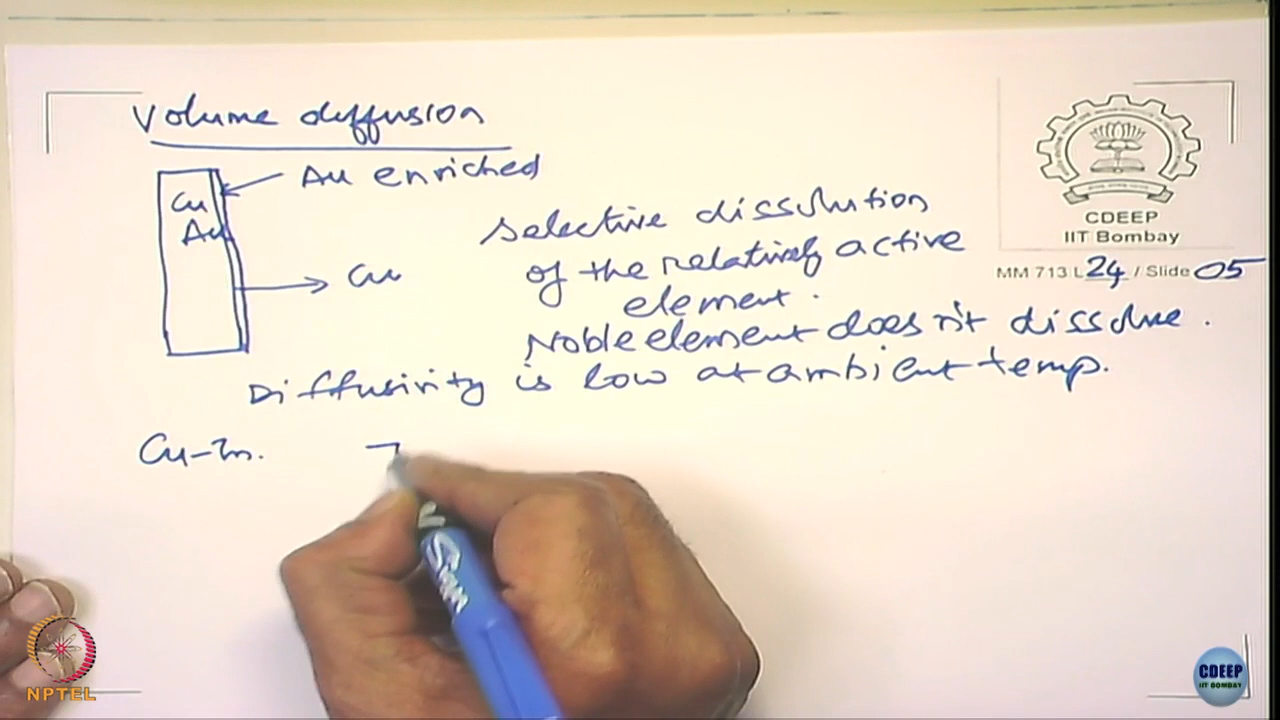 Volume diffusion
Au enriched
Cu
Au
Cu
selective dissolution
of the relatively active
element.
Noble element does n't dissolve.
Diffusivity is low at ambient temp.
Cu-Zn.
CDEEP
IIT Bombay
MM 713 L 24 / Slide 05
NPTEL
CDEEP
IIT BOMBAY